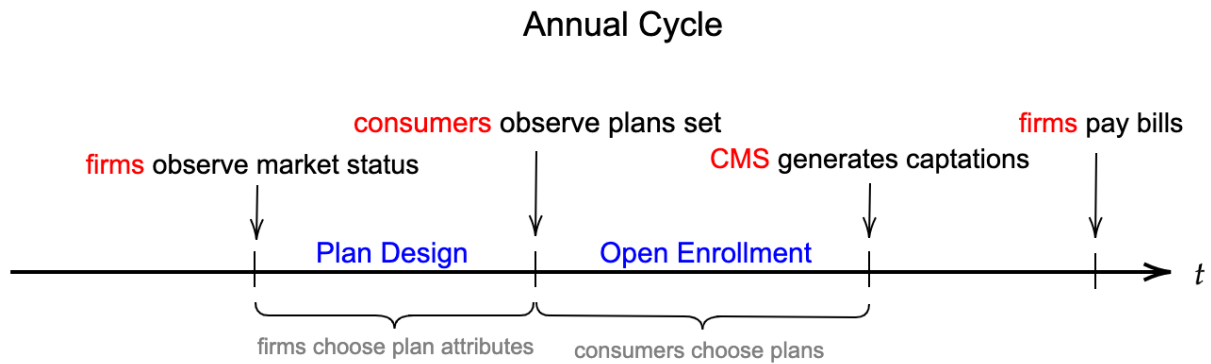 Annual Cycle
consumers observe plans set
firms pay bills
firms observe market status
CMS generates captations
Plan Design
Open Enrollment
t
firms choose plan attributes
consumers choose plans